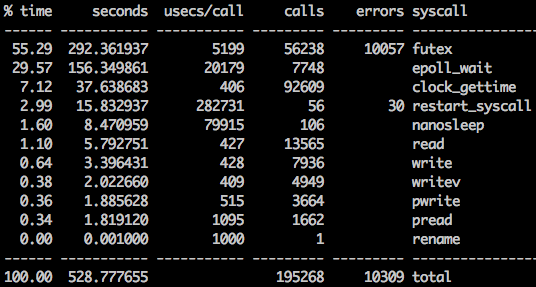 % time     seconds  usecs/call     calls    errors syscall
------ ----------- ----------- --------- --------- ----------------
 55.29  292.361937        5199     56238     10057 futex
 29.57  156.349861       20179      7748           epoll_wait
  7.12   37.638683         406     92609           clock_gettime
  2.99   15.832937      282731        56        30 restart_syscall
  1.60    8.470959       79915       106           nanosleep
  1.10    5.792751         427     13565           read
  0.64    3.396431         428      7936           write
  0.38    2.022660         409      4949           writev
  0.36    1.885628         515      3664           pwrite
  0.34    1.819120        1095      1662           pread
  0.00    0.001000        1000         1           rename
------ ----------- ----------- --------- --------- ----------------
100.00  528.777655                195268     10309 total